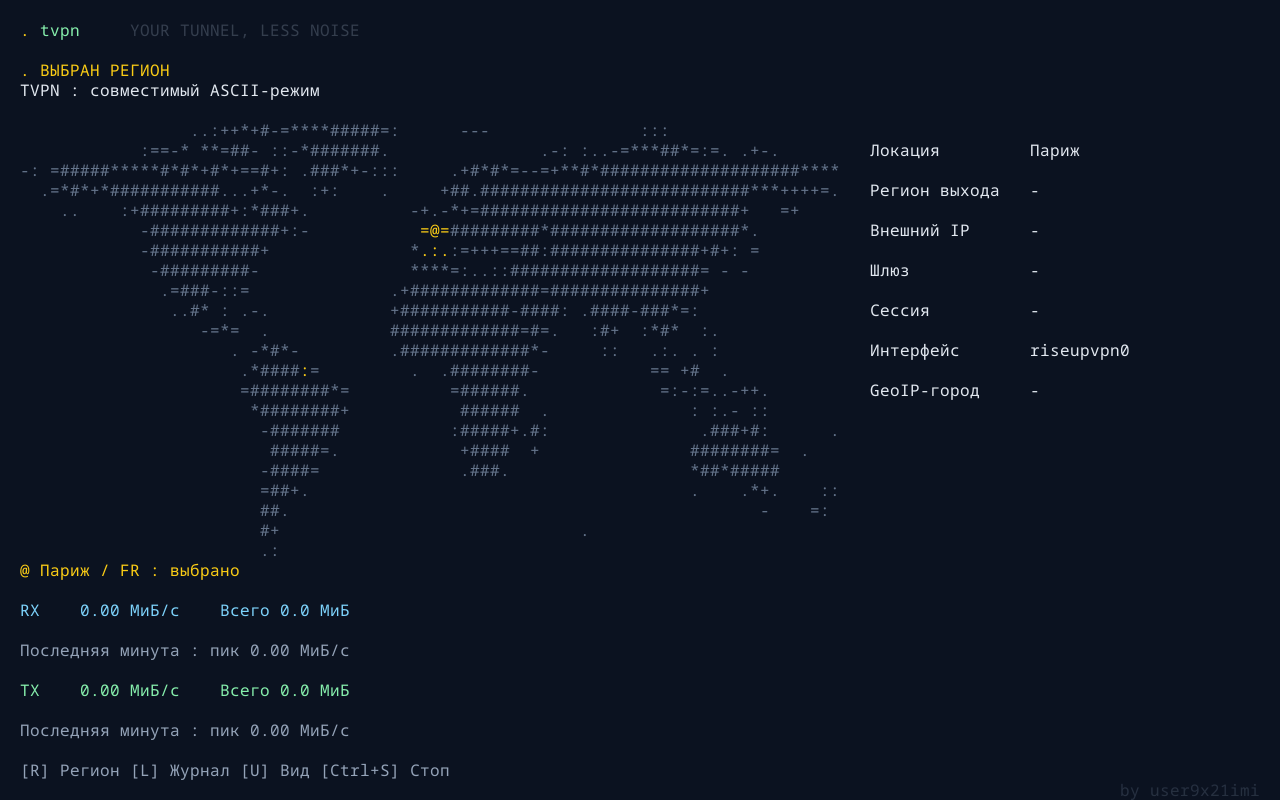 . tvpn YOUR TUNNEL, LESS NOISE
. ВЫБРАН РЕГИОН
TVPN : совместимый ASCII-режим
Локация Париж
Регион выхода -
Внешний IP -
Шлюз -
Сессия -
Интерфейс riseupvpn0
GeoIP-город -
@ Париж / FR : выбрано
RX 0.00 МиБ/с Всего 0.0 МиБ
Последняя минута : пик 0.00 МиБ/с
TX 0.00 МиБ/с Всего 0.0 МиБ
Последняя минута : пик 0.00 МиБ/с
[R] Регион [L] Журнал [U] Вид [Ctrl+S] Стоп
by user9x21imi